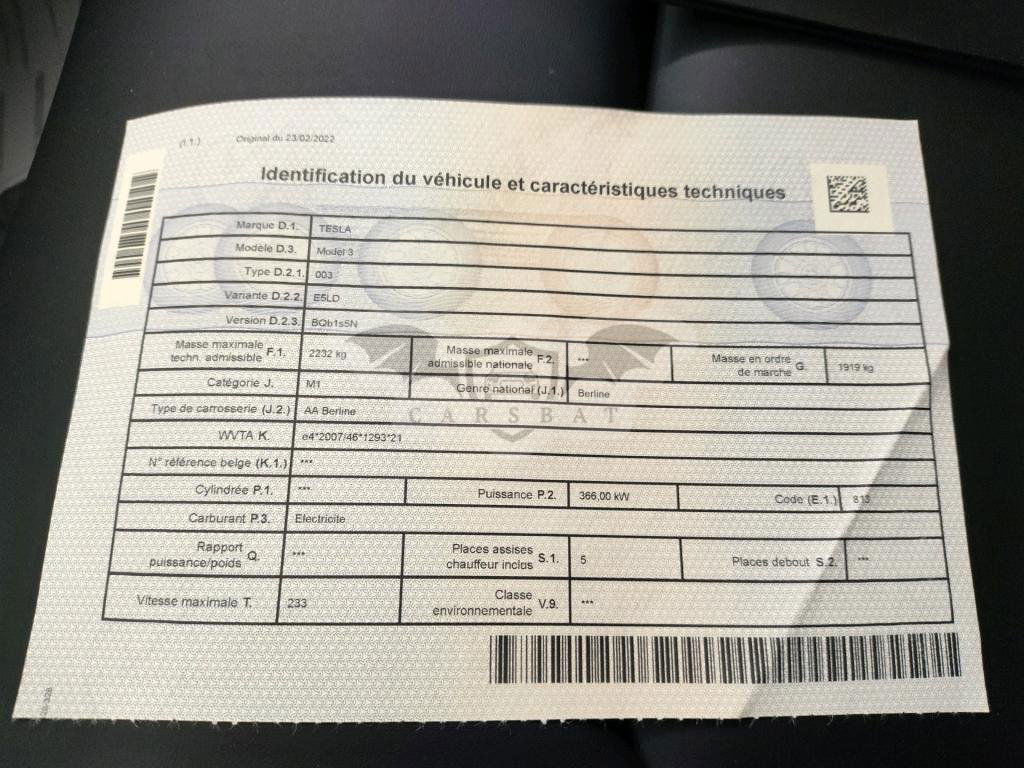 (1.1.) Original du 23/02/2022
Identification du véhicule et caractéristiques techniques
Marque D.1. TESLA
Modèle D.3. Model 3
Type D.2.1. 003
Variante D.2.2. E5LD
Version D.2.3. BQb1s5N
Masse maximale techn. admissible F.1. 2232 kg Masse maximale admissible nationale F.2. *** Masse en ordre de marche G. 1919 kg
Catégorie J. M1 Genre national (J.1.) Berline
Type de carrosserie (J.2.) AA Berline
CARSBAT
WVTA K. e4*2007/46*1293*21
N° référence belge (K.1.) ***
Cylindrée P.1. *** Puissance P.2. 366,00 kW Code (E.1.) 813
Carburant P.3. Electricite
Rapport puissance/poids Q. *** Places assises chauffeur inclus S.1. 5 Places debout S.2. ***
Vitesse maximale T. 233 Classe environnementale V.9. ***